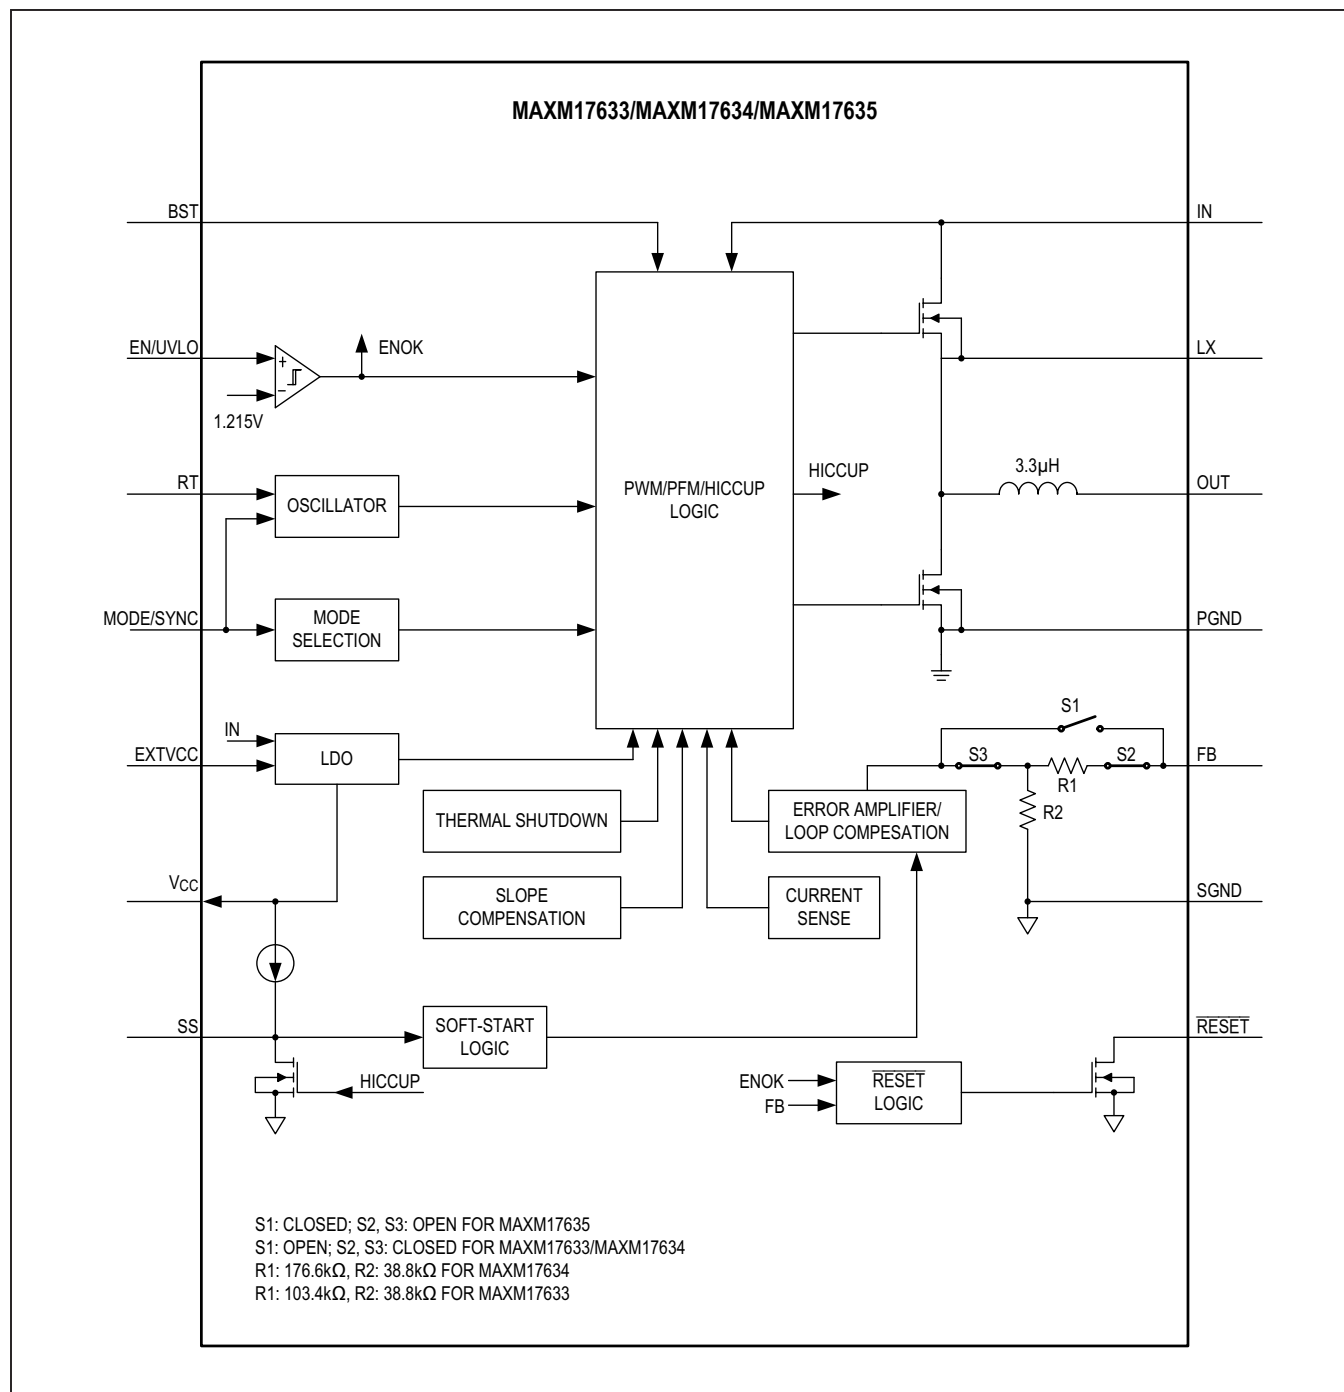 MAXM17633/MAXM17634/MAXM17635
BST
IN
EN/UVLO
+
ENOK
LX
−
1.215V
RT
OSCILLATOR
PWM/PFM/HICCUP
LOGIC
HICCUP
3.3µH
OUT
MODE/SYNC
MODE
SELECTION
PGND
S1
IN
EXTVCC
LDO
S3
R1
S2
FB
R2
THERMAL SHUTDOWN
ERROR AMPLIFIER/
LOOP COMPESATION
VCC
SLOPE
COMPENSATION
CURRENT
SENSE
SGND
SS
SOFT-START
LOGIC
RESET
HICCUP
ENOK
FB
RESET
LOGIC
S1: CLOSED; S2, S3: OPEN FOR MAXM17635
S1: OPEN; S2, S3: CLOSED FOR MAXM17633/MAXM17634
R1: 176.6kΩ, R2: 38.8kΩ FOR MAXM17634
R1: 103.4kΩ, R2: 38.8kΩ FOR MAXM17633